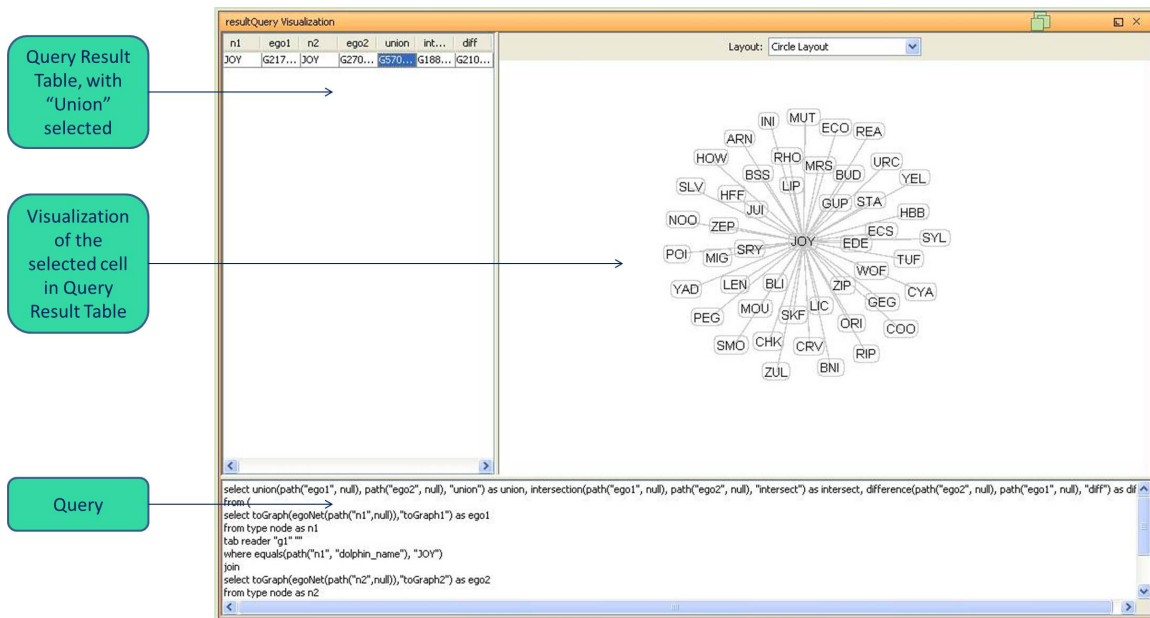 resultQuery Visualization
Query Result
Table, with
“Union”
selected
n1 ego1 n2 ego2 union int... diff
JOY G217... JOY G270... G570... G188... G210...
Layout: Circle Layout
Visualization
of the
selected cell
in Query
Result Table
MUT
INI
ECO
REA
ARN
HOW
RHO
MRS
URC
BSS
LIP
BUD
YEL
SLV
HFF
JUI
GUP
STA
HBB
NOO
ZEP
ECS
SYL
JOY
EDE
POI
MIG
SRY
TUF
WOF
YAD
LEN
BLI
ZIP
CYA
GEG
PEG
MOU
SKF
LIC
ORI
COO
SMO
CHK
CRV
RIP
ZUL
BNI
Query
select union(path("ego1", null), path("ego2", null), "union") as union, intersection(path("ego1", null), path("ego2", null), "intersect") as intersect, difference(path("ego2", null), path("ego1", null), "diff") as dif
from (
select toGraph(egoNet(path("n1",null)),"toGraph1") as ego1
from type node as n1
tab reader "g1" ""
where equals(path("n1", "dolphin_name"), "JOY")
join
select toGraph(egoNet(path("n2",null)),"toGraph2") as ego2
from type node as n2